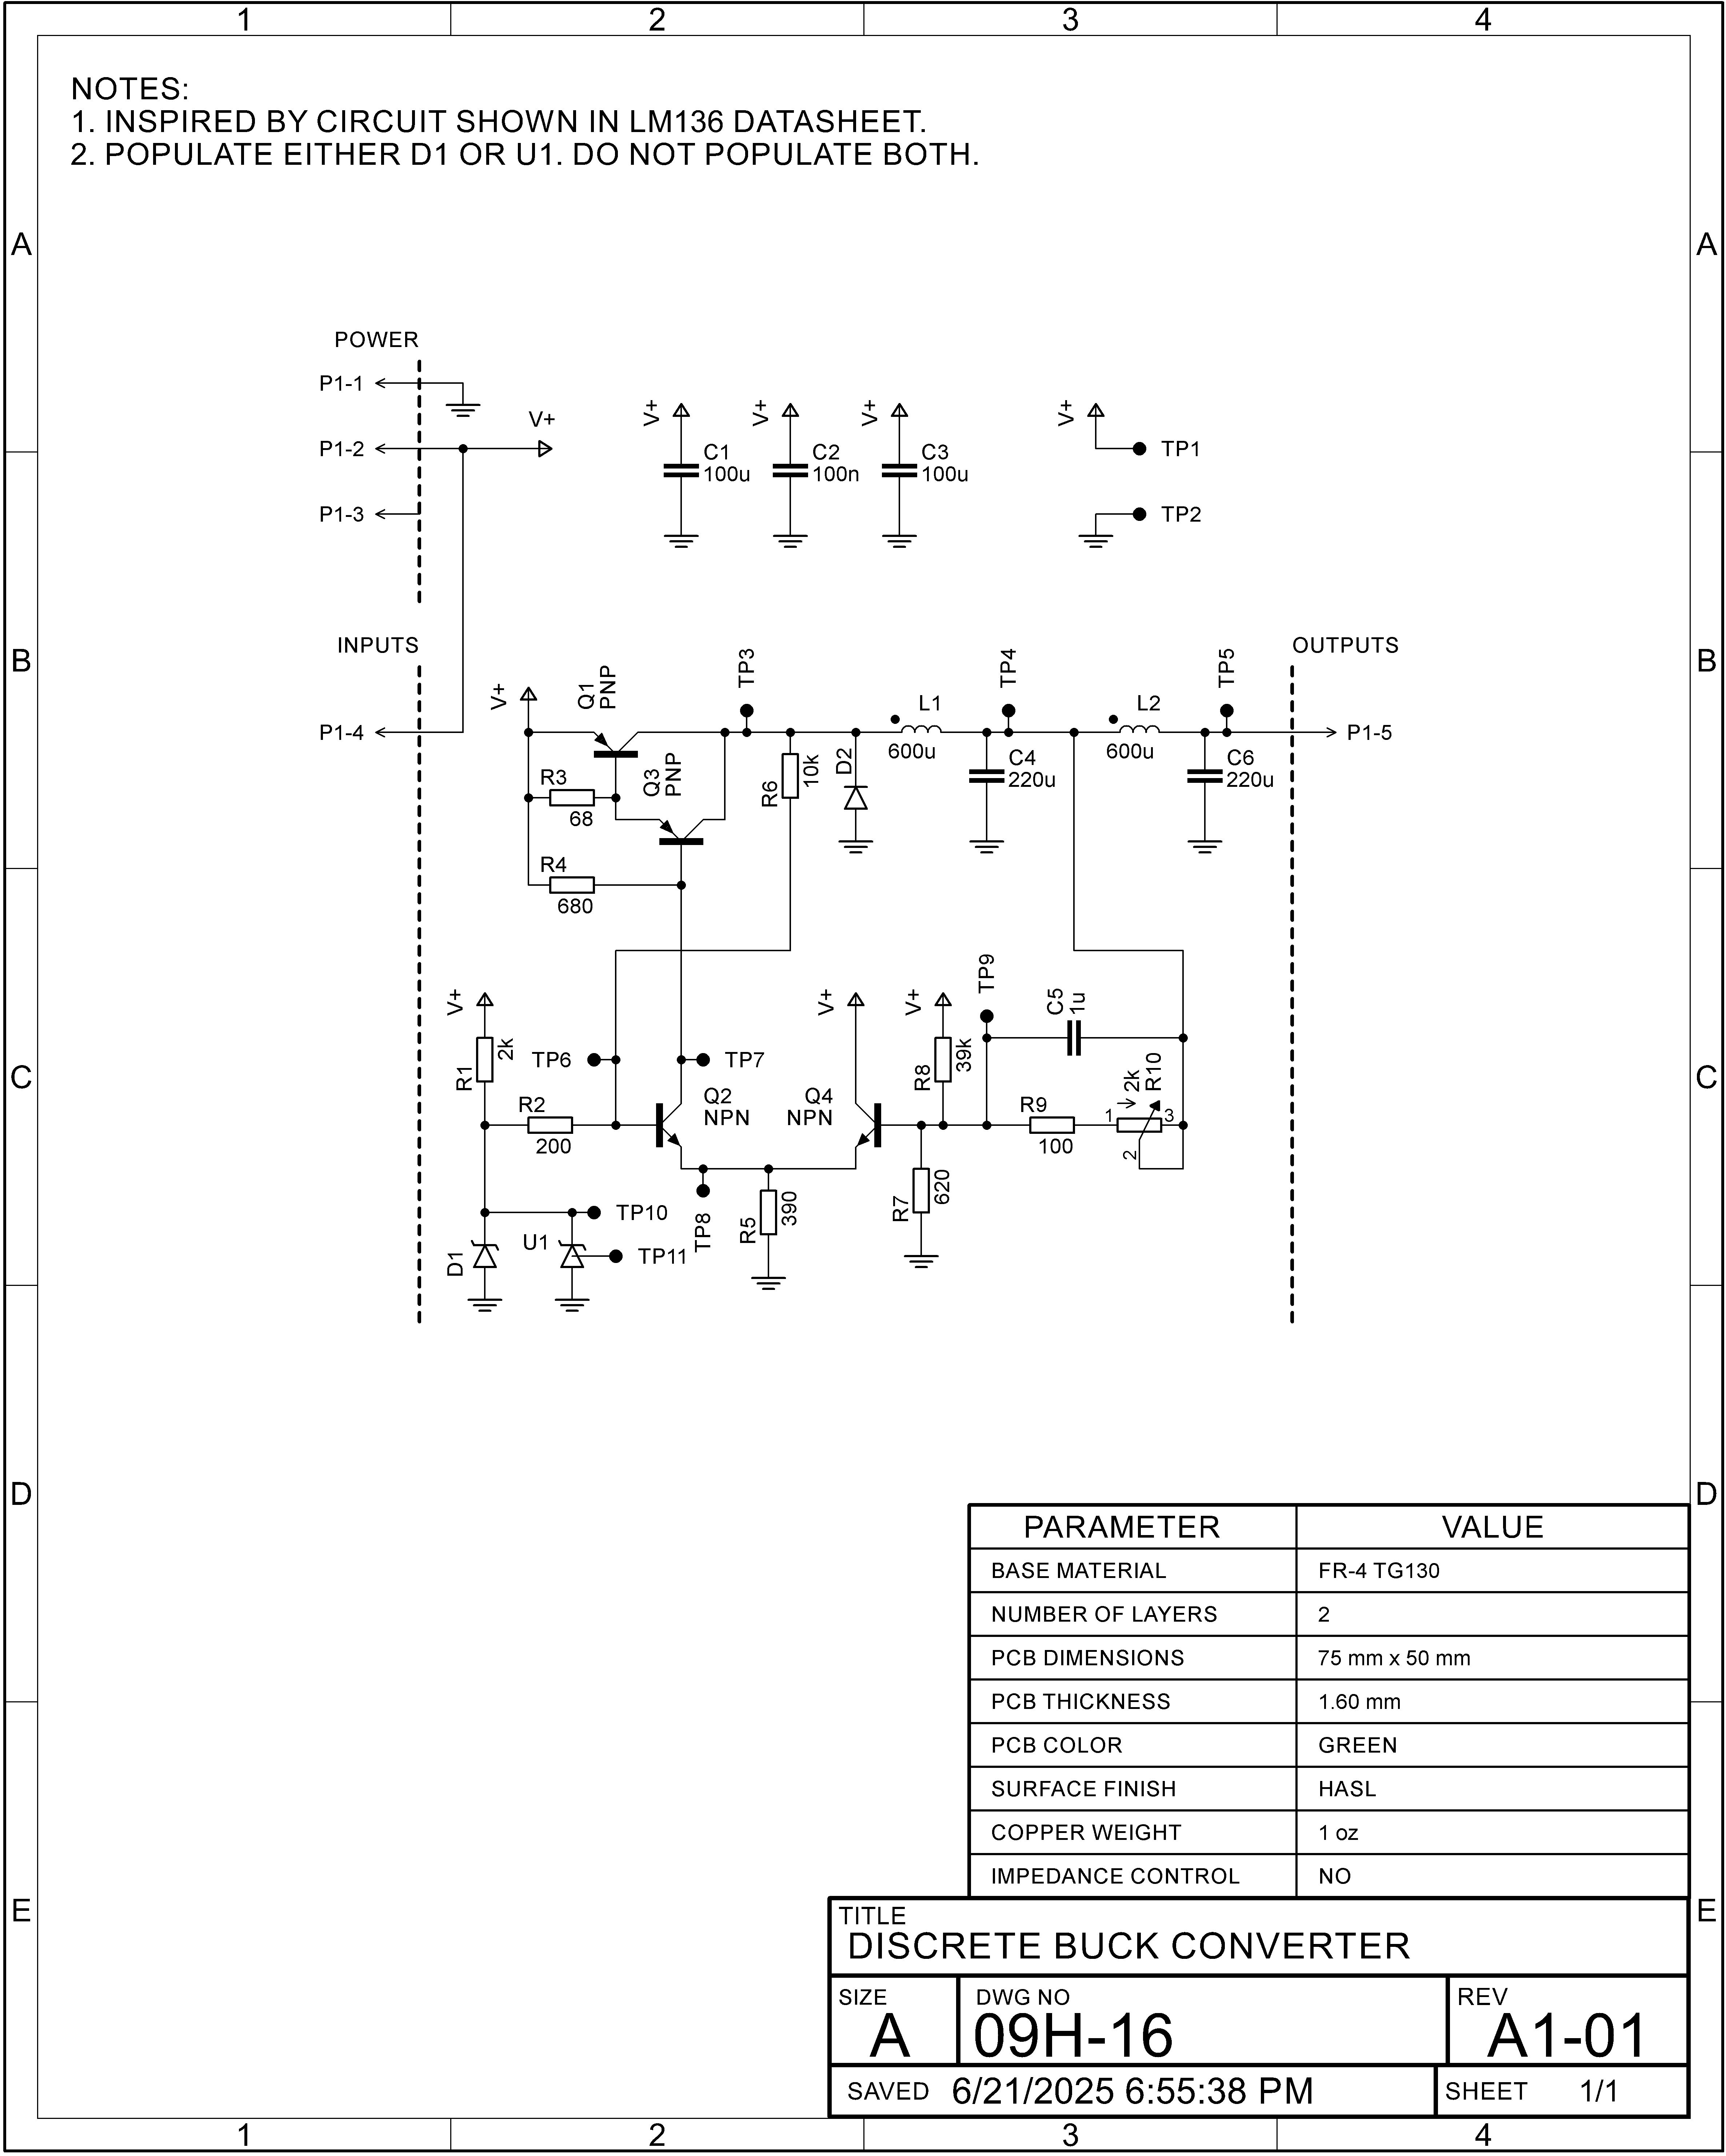 1 2 3 4
NOTES:
1. INSPIRED BY CIRCUIT SHOWN IN LM136 DATASHEET.
2. POPULATE EITHER D1 OR U1. DO NOT POPULATE BOTH.
A A
POWER
P1-1
V+
P1-2
P1-3
V+ C1 100u
V+ C2 100n
V+ C3 100u
V+ TP1
TP2
B B
INPUTS
OUTPUTS
P1-4
V+
Q1 PNP
Q3 PNP
R3
68
R4
680
TP3
R6 10k
D2
L1
600u
TP4
C4
220u
L2
600u
TP5
C6
220u
P1-5
C C
V+
R1 2k
TP6
TP7
R2
200
Q2
NPN
V+
Q4
NPN
V+
R8 39k
TP9
C5 1u
R9
100
2k R10
1 3
2
R7 620
TP8
R5 390
TP10
D1
U1
TP11
D D
PARAMETER VALUE
BASE MATERIAL FR-4 TG130
NUMBER OF LAYERS 2
PCB DIMENSIONS 75 mm x 50 mm
PCB THICKNESS 1.60 mm
PCB COLOR GREEN
SURFACE FINISH HASL
COPPER WEIGHT 1 oz
IMPEDANCE CONTROL NO
E E
TITLE
DISCRETE BUCK CONVERTER
SIZE DWG NO REV
A 09H-16 A1-01
SAVED 6/21/2025 6:55:38 PM SHEET 1/1
1 2 3 4